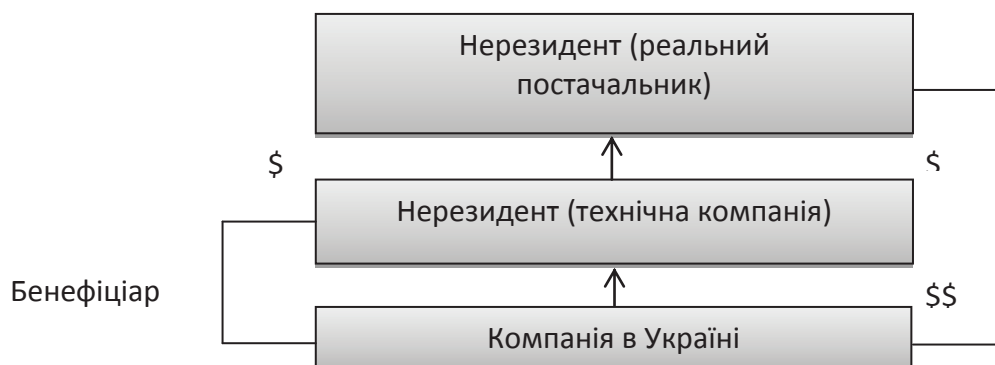 Нерезидент (реальний
постачальник)
$
$
Нерезидент (технічна компанія)
Бенефіціар
$$
Компанія в Україні